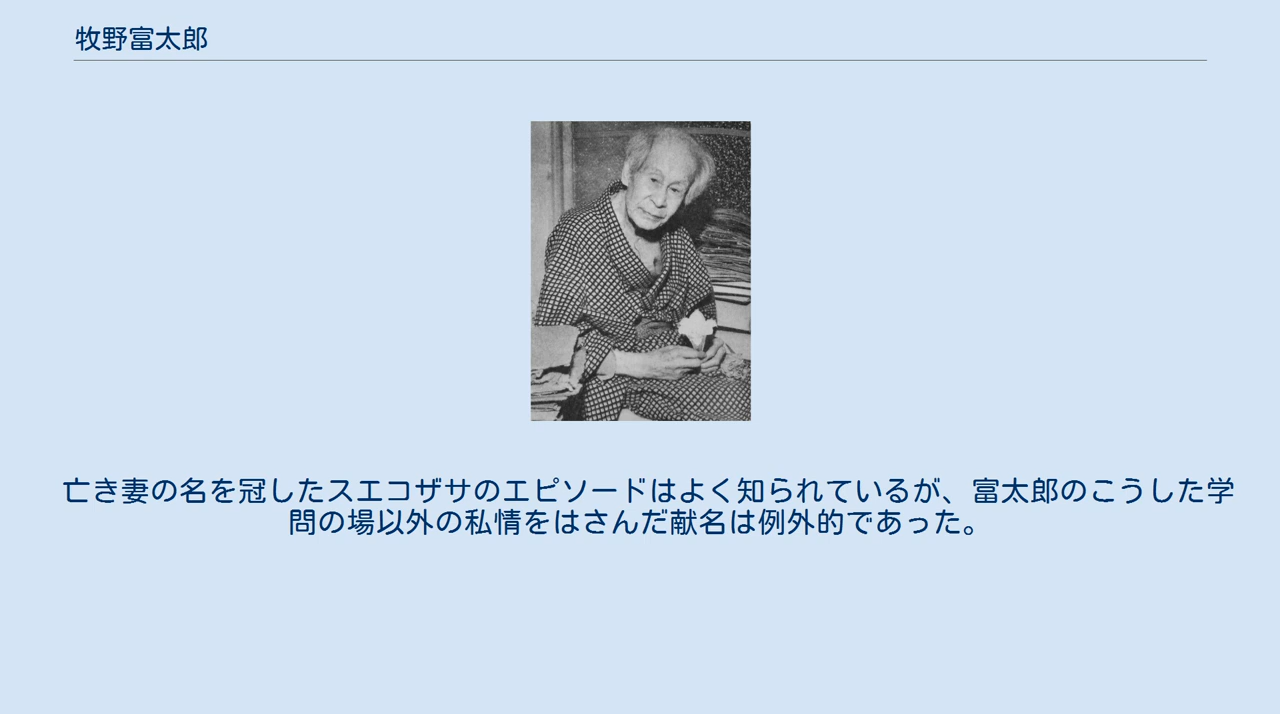 牧野富太郎
亡き妻の名を冠したスエコザサのエピソードはよく知られているが、富太郎のこうした学
問の場以外の私情をはさんだ献名は例外的であった。